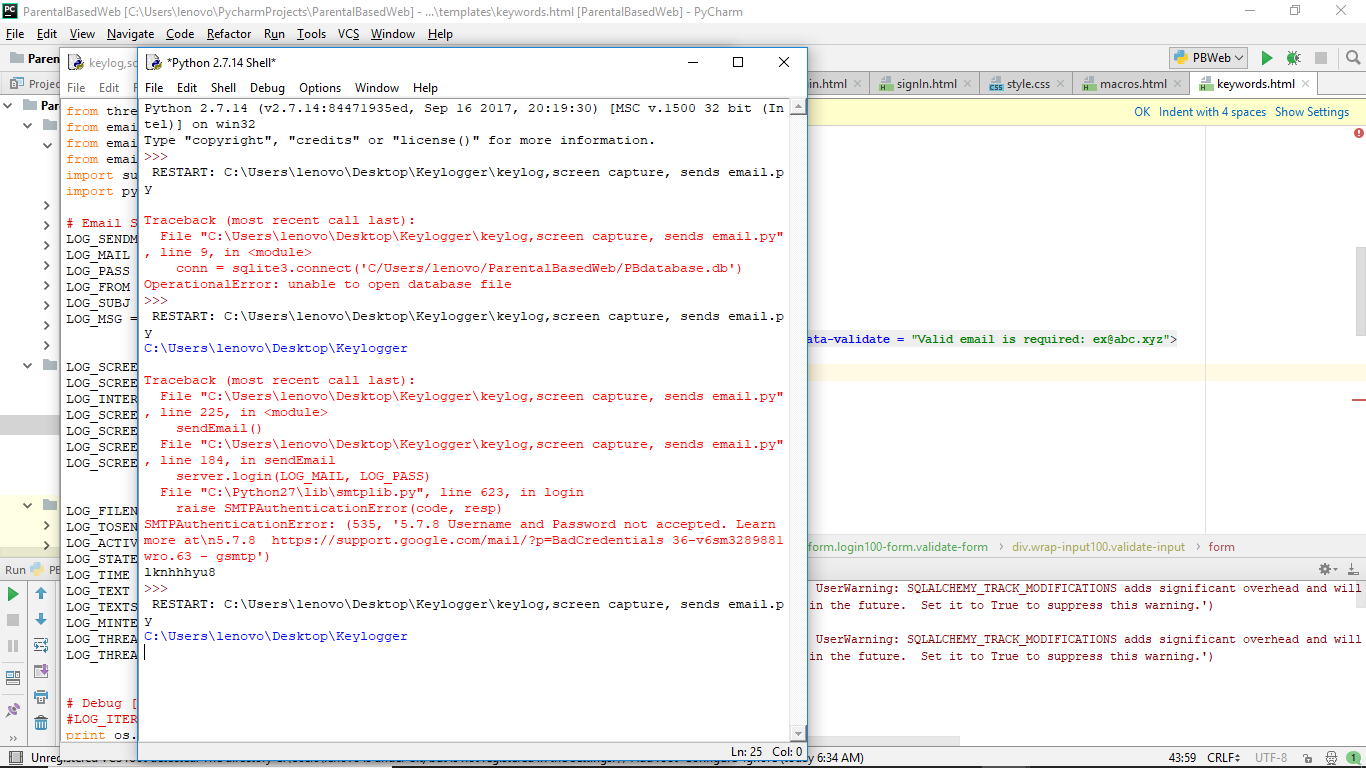 ParentalBasedWeb [C:\Users\lenovo\PycharmProjects\ParentalBasedWeb] - ...\templates\keywords.html [ParentalBasedWeb] - PyCharm
File Edit View Navigate Code Refactor Run Tools VCS Window Help
Paren
PBWeb
keylog,sc
*Python 2.7.14 Shell*
Projec
in.html
signIn.html
style.css
macros.html
keywords.html
File Edit
File Edit Shell Debug Options Window Help
OK Indent with 4 spaces Show Settings
Par
from thre
from emai
from emai
from emai
import su
import py
# Email S
LOG_SENDM
LOG_MAIL
LOG_PASS
LOG_FROM
LOG_SUBJ
LOG_MSG =
LOG_SCREE
LOG_SCREE
LOG_INTER
LOG_SCREE
LOG_SCREE
LOG_SCREE
LOG_SCREE
LOG_FILEN
LOG_TOSEN
LOG_ACTIV
LOG_STATE
LOG_TIME
LOG_TEXT
LOG_TEXTS
LOG_MINTE
LOG_THREA
LOG_THREA
# Debug [
#LOG_ITER
print os.
Python 2.7.14 (v2.7.14:84471935ed, Sep 16 2017, 20:19:30) [MSC v.1500 32 bit (In
tel)] on win32
Type "copyright", "credits" or "license()" for more information.
>>>
RESTART: C:\Users\lenovo\Desktop\Keylogger\keylog,screen capture, sends email.p
y
Traceback (most recent call last):
File "C:\Users\lenovo\Desktop\Keylogger\keylog,screen capture, sends email.py"
, line 9, in <module>
conn = sqlite3.connect('C/Users/lenovo/ParentalBasedWeb/PBdatabase.db')
OperationalError: unable to open database file
>>>
RESTART: C:\Users\lenovo\Desktop\Keylogger\keylog,screen capture, sends email.p
y
C:\Users\lenovo\Desktop\Keylogger
Traceback (most recent call last):
File "C:\Users\lenovo\Desktop\Keylogger\keylog,screen capture, sends email.py"
, line 225, in <module>
sendEmail()
File "C:\Users\lenovo\Desktop\Keylogger\keylog,screen capture, sends email.py"
, line 184, in sendEmail
server.login(LOG_MAIL, LOG_PASS)
File "C:\Python27\lib\smtplib.py", line 623, in login
raise SMTPAuthenticationError(code, resp)
SMTPAuthenticationError: (535, '5.7.8 Username and Password not accepted. Learn
more at\n5.7.8  https://support.google.com/mail/?p=BadCredentials 36-v6sm3289881
wro.63 - gsmtp')
lknhhhyu8
>>>
RESTART: C:\Users\lenovo\Desktop\Keylogger\keylog,screen capture, sends email.p
y
C:\Users\lenovo\Desktop\Keylogger
Ln: 25 Col: 0
ata-validate = "Valid email is required: ex@abc.xyz">
form.login100-form.validate-form
div.wrap-input100.validate-input
form
Run PB
UserWarning: SQLALCHEMY_TRACK_MODIFICATIONS adds significant overhead and will
in the future.  Set it to True to suppress this warning.')
UserWarning: SQLALCHEMY_TRACK_MODIFICATIONS adds significant overhead and will
in the future.  Set it to True to suppress this warning.')
6:34 AM)
43:59 CRLF UTF-8 1